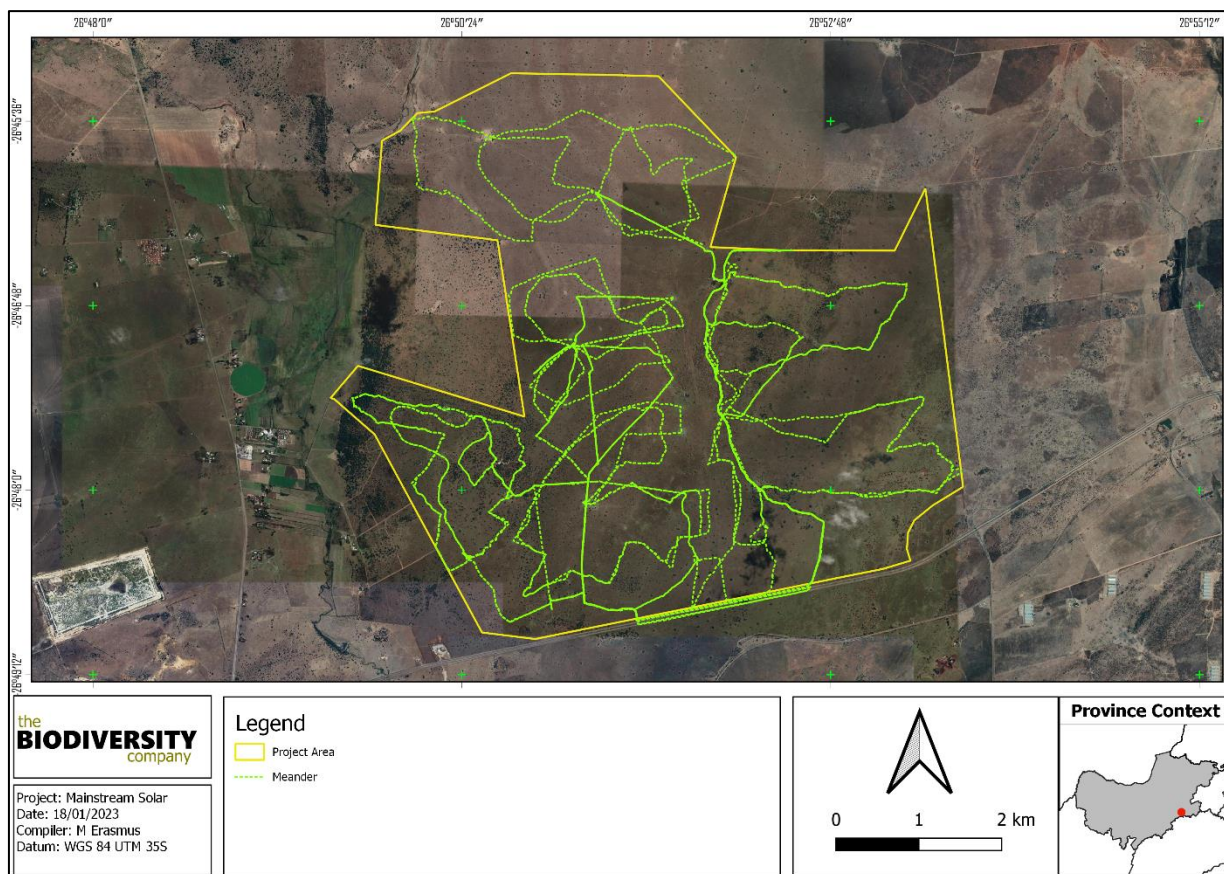 26°48'0" 26°50'24" 26°52'48" 26°55'12"
-26°45'36"
-26°46'48"
-26°48'0"
-26°49'12"
the
BIODIVERSITY
company
Project: Mainstream Solar
Date: 18/01/2023
Compiler: M Erasmus
Datum: WGS 84 UTM 35S
Legend
Project Area
Meander
0 1 2 km
Province Context